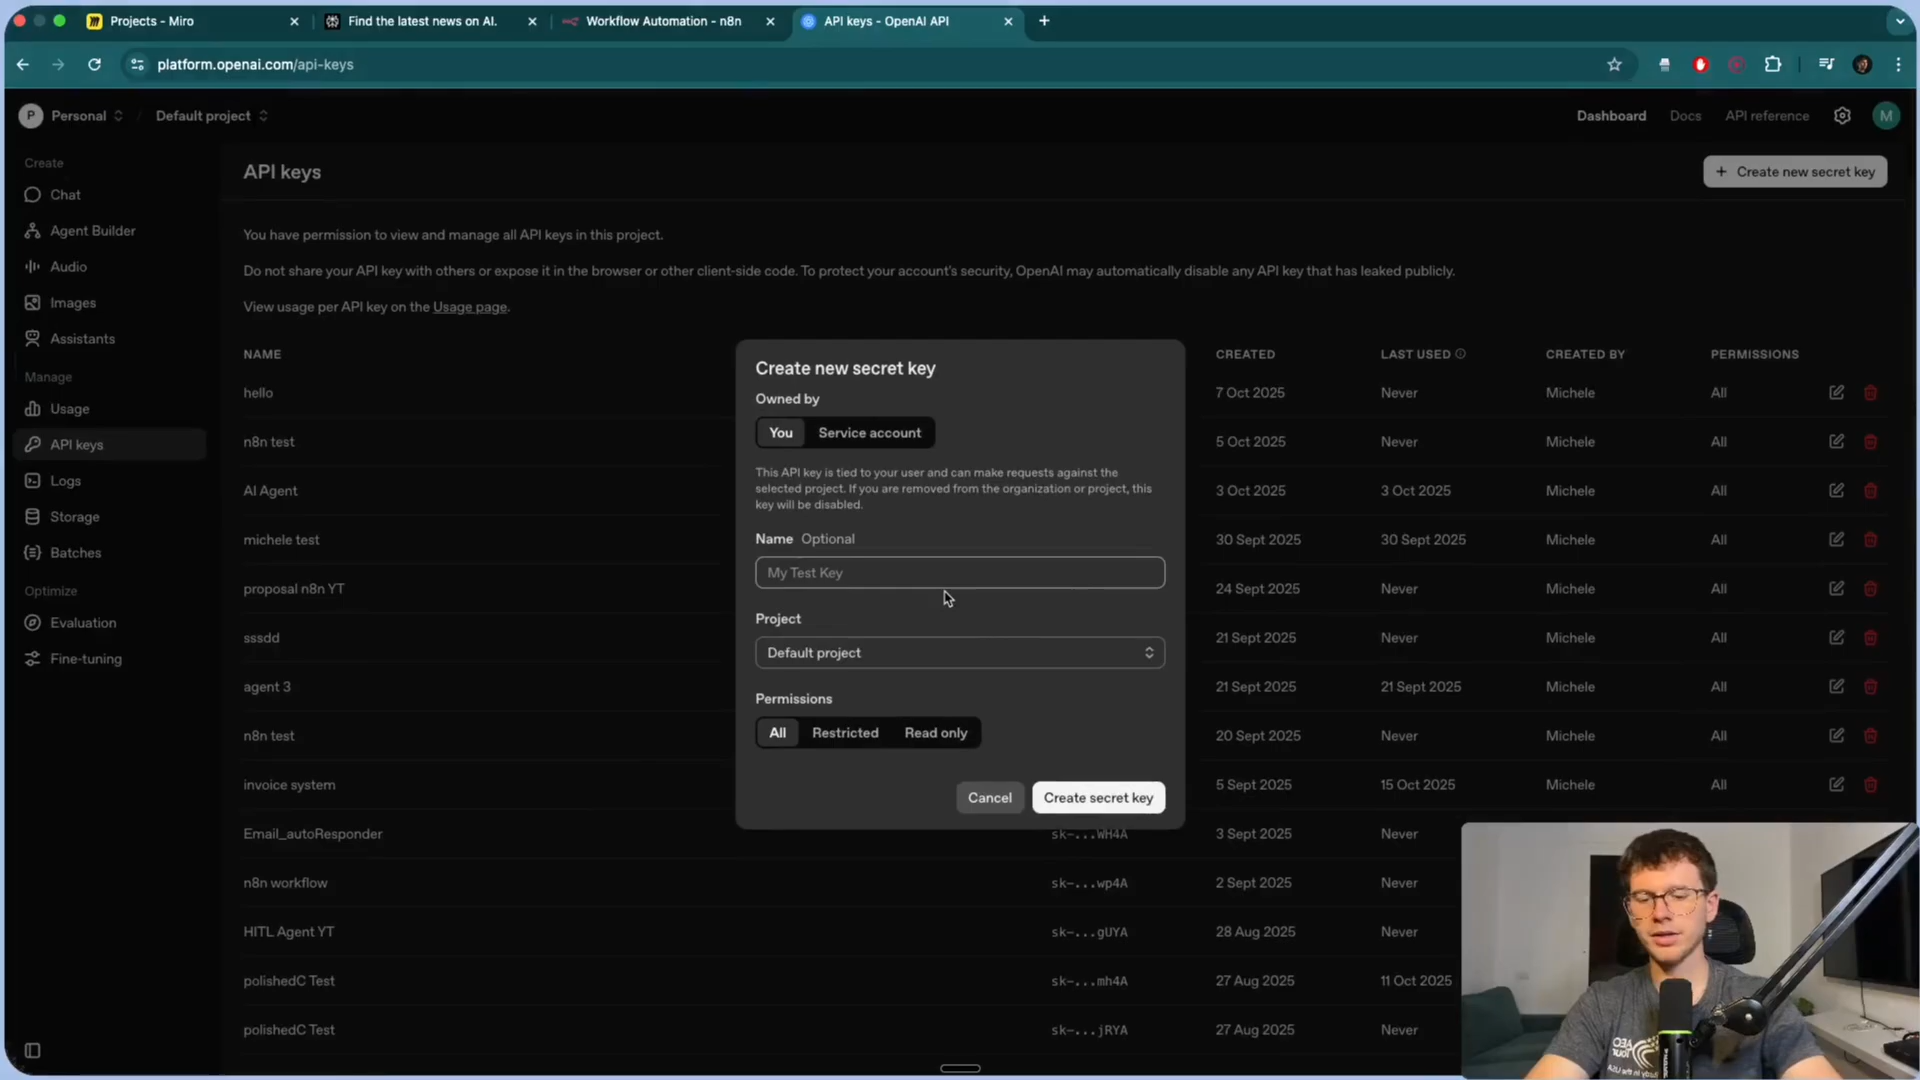 Projects - Miro
Find the latest news on AI.
Workflow Automation - n8n
API keys - OpenAI API
platform.openai.com/api-keys
P Personal / Default project
Dashboard Docs API reference M
Create
Chat
Agent Builder
Audio
Images
Assistants
Manage
Usage
API keys
Logs
Storage
Batches
Optimize
Evaluation
Fine-tuning
API keys
+ Create new secret key
You have permission to view and manage all API keys in this project.
Do not share your API key with others or expose it in the browser or other client-side code. To protect your account's security, OpenAI may automatically disable any API key that has leaked publicly.
View usage per API key on the Usage page.
NAME CREATED LAST USED CREATED BY PERMISSIONS
hello 7 Oct 2025 Never Michele All
n8n test 5 Oct 2025 Never Michele All
AI Agent 3 Oct 2025 3 Oct 2025 Michele All
michele test 30 Sept 2025 30 Sept 2025 Michele All
proposal n8n YT 24 Sept 2025 Never Michele All
sssdd 21 Sept 2025 Never Michele All
agent 3 21 Sept 2025 21 Sept 2025 Michele All
n8n test 20 Sept 2025 Never Michele All
invoice system 5 Sept 2025 15 Oct 2025 Michele All
Email_autoResponder sk-...WH4A 3 Sept 2025 Never
n8n workflow sk-...wp4A 2 Sept 2025 Never
HITL Agent YT sk-...gUYA 28 Aug 2025 Never
polishedC Test sk-...mh4A 27 Aug 2025 11 Oct 2025
polishedC Test sk-...jRYA 27 Aug 2025 Never
Create new secret key
Owned by
You Service account
This API key is tied to your user and can make requests against the
selected project. If you are removed from the organization or project, this
key will be disabled.
Name Optional
My Test Key
Project
Default project
Permissions
All Restricted Read only
Cancel Create secret key